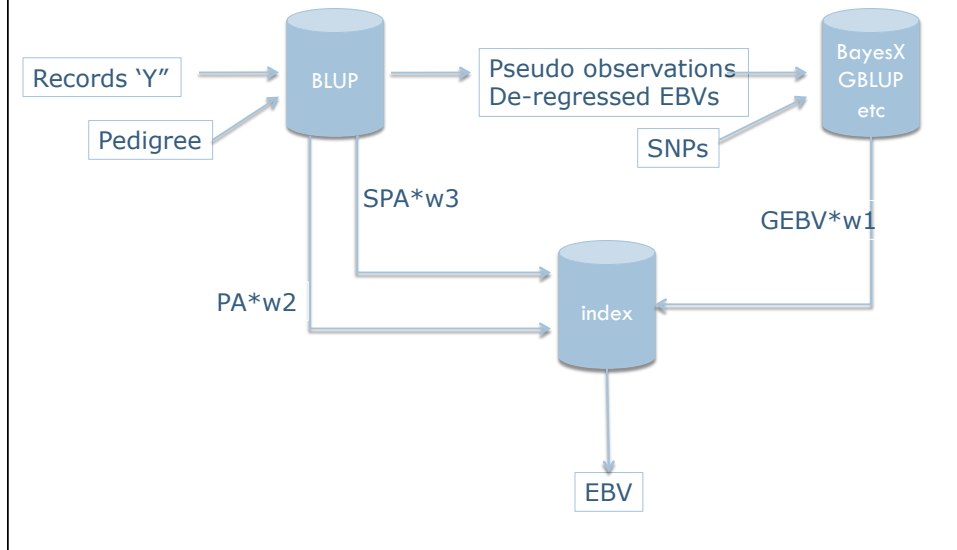 Records ‘Y”
Pedigree
BLUP
Pseudo observations
De-regressed EBVs
SNPs
BayesX
GBLUP
etc
SPA*w3
PA*w2
GEBV*w1
index
EBV